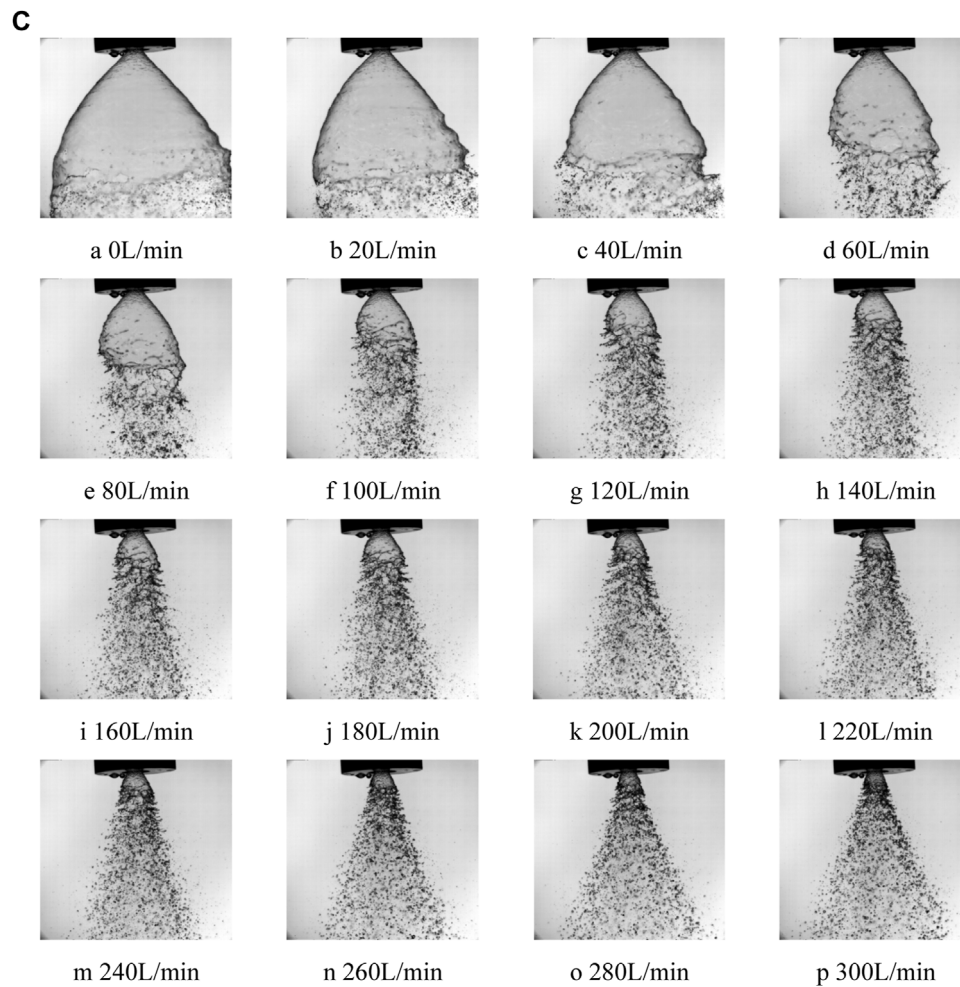 C
a 0L/min
b 20L/min
c 40L/min
d 60L/min
e 80L/min
f 100L/min
g 120L/min
h 140L/min
i 160L/min
j 180L/min
k 200L/min
l 220L/min
m 240L/min
n 260L/min
o 280L/min
p 300L/min